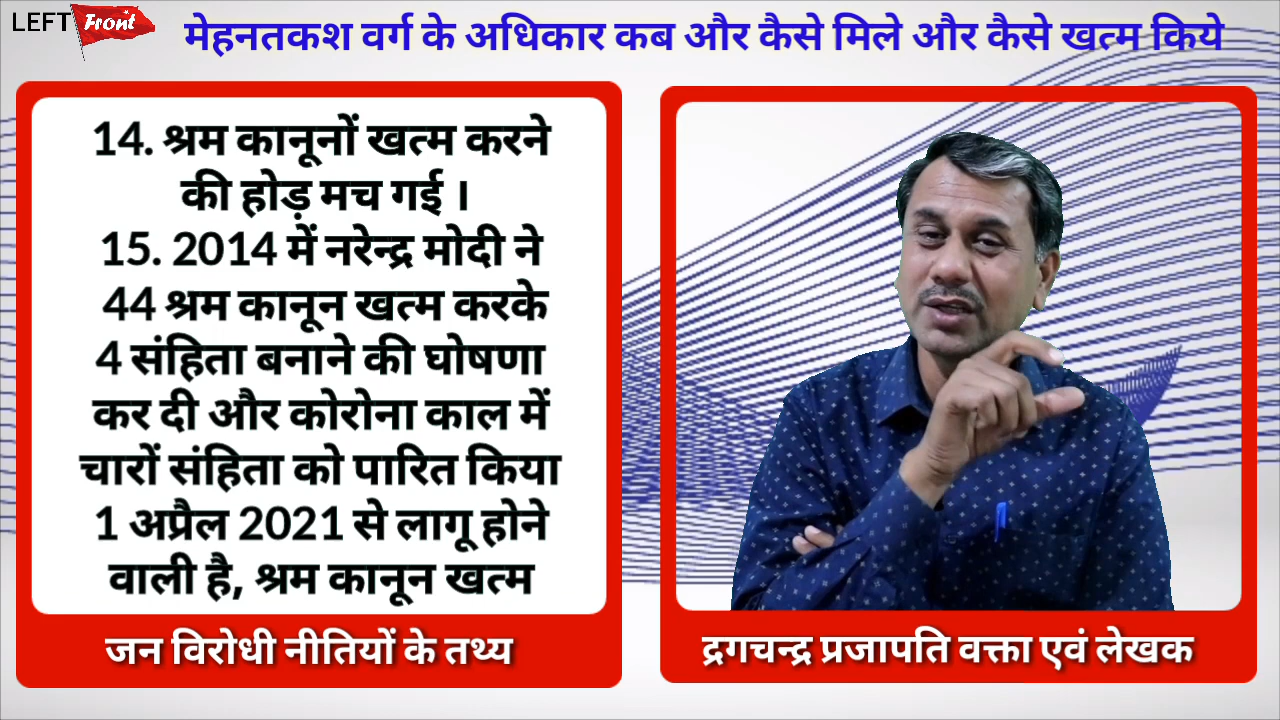 LEFT Front
मेहनतकश वर्ग के अधिकार कब और कैसे मिले और कैसे खत्म किये
14. श्रम कानूनों खत्म करने
की होड़ मच गई ।
15. 2014 में नरेन्द्र मोदी ने
44 श्रम कानून खत्म करके
4 संहिता बनाने की घोषणा
कर दी और कोरोना काल में
चारों संहिता को पारित किया
1 अप्रैल 2021 से लागू होने
वाली है, श्रम कानून खत्म
जन विरोधी नीतियों के तथ्य
द्रगचन्द्र प्रजापति वक्ता एवं लेखक